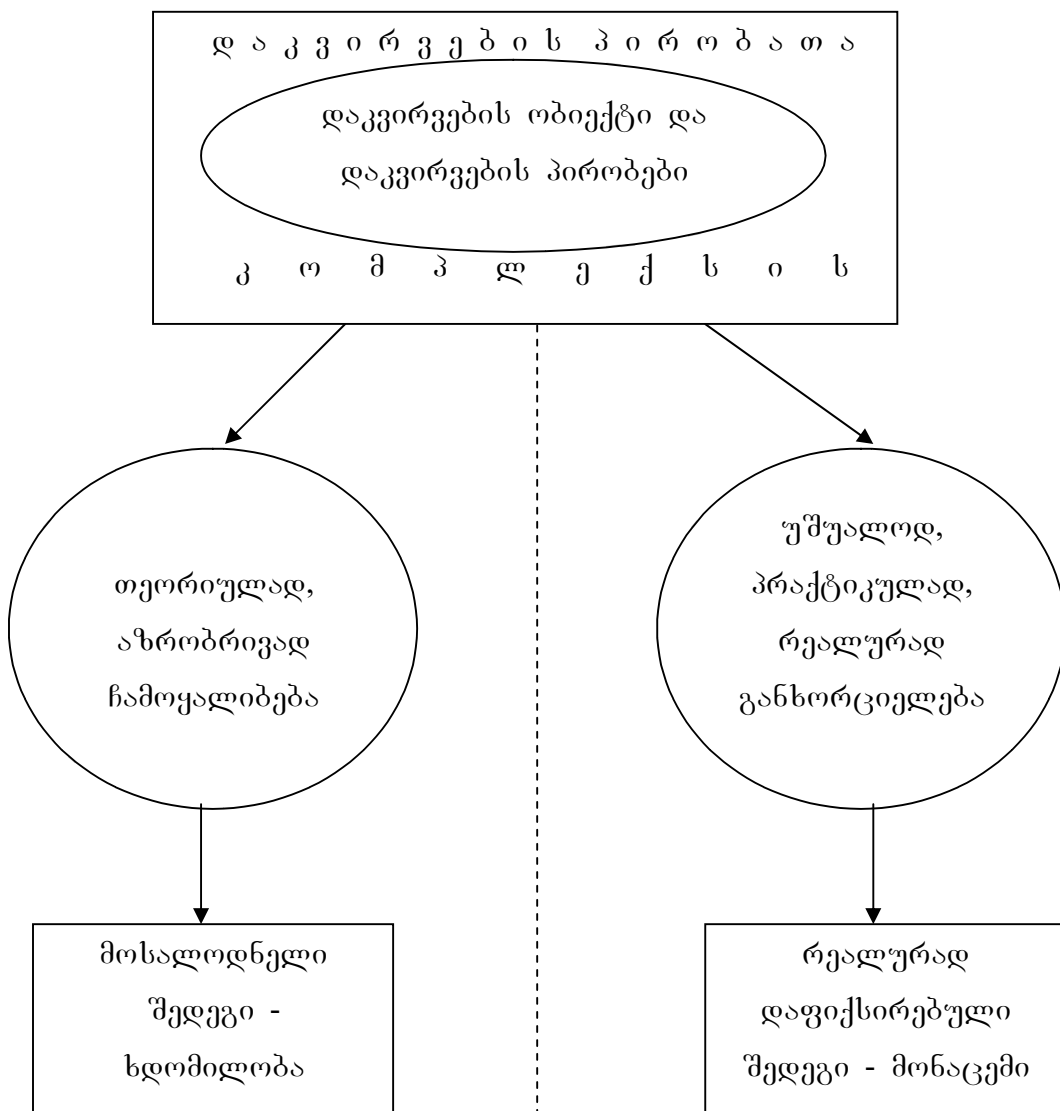 დ ა კ ვ ი რ ვ ე ბ ი ს პ ი რ ო ბ ა თ ა
დაკვირვების ობიექტი და
დაკვირვების პირობები
კ ო მ პ ლ ე ქ ს ი ს
თეორიულად,
აზრობრივად
ჩამოყალიბება
უშუალოდ,
პრაქტიკულად,
რეალურად
განხორციელება
მოსალოდნელი
შედეგი -
ხდომილობა
რეალურად
დაფიქსირებული
შედეგი - მონაცემი